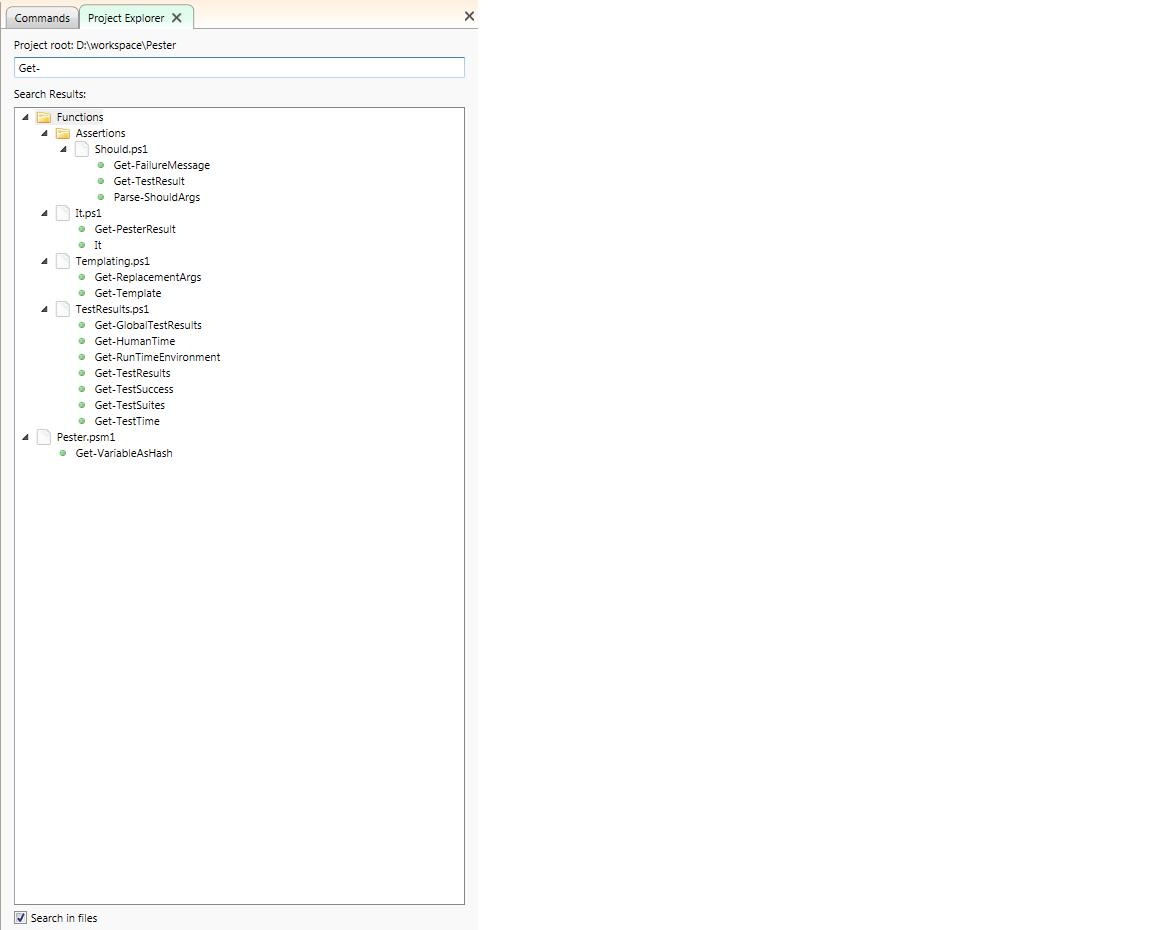 Commands
Project Explorer
Project root: D:\workspace\Pester
Get-
Search Results:
Functions
Assertions
Should.ps1
Get-FailureMessage
Get-TestResult
Parse-ShouldArgs
It.ps1
Get-PesterResult
It
Templating.ps1
Get-ReplacementArgs
Get-Template
TestResults.ps1
Get-GlobalTestResults
Get-HumanTime
Get-RunTimeEnvironment
Get-TestResults
Get-TestSuccess
Get-TestSuites
Get-TestTime
Pester.psm1
Get-VariableAsHash
Search in files